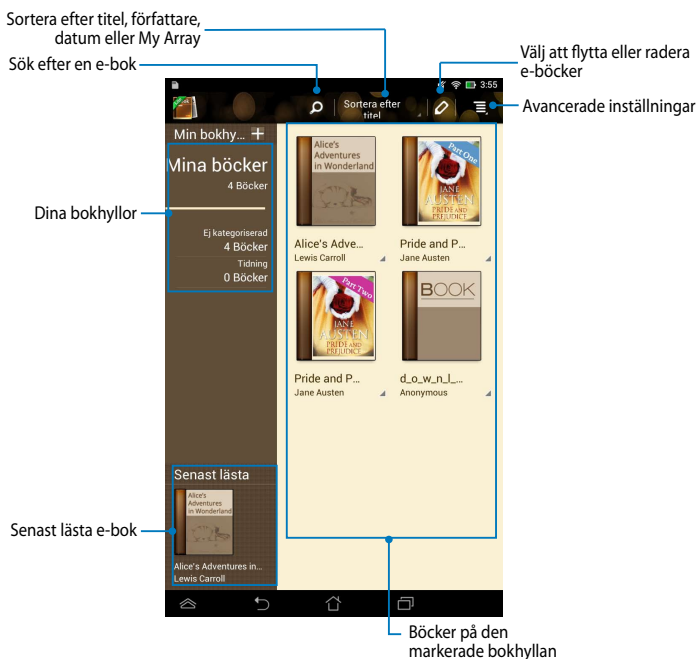 Sortera efter titel, författare,
datum eller My Array
Sök efter en e-bok
Välj att flytta eller radera
e-böcker
Avancerade inställningar
3:55
Sortera efter
titel
Min bokhy...
Mina böcker
4 Böcker
Ej kategoriserad
4 Böcker
Tidning
0 Böcker
Dina bokhyllor
Alice's
Adventures
in Wonderland
Alice's Adve...
Lewis Carroll
Part One
JANE
AUSTEN
PRIDE AND
PREJUDICE
Pride and P...
Jane Austen
Part Two
JANE
AUSTEN
PRIDE AND
PREJUDICE
Pride and P...
Jane Austen
BOOK
d_o_w_n_l_...
Anonymous
Senast lästa
Alice's
Adventures
in Wonderland
Alice's Adventures in...
Lewis Carroll
Senast lästa e-bok
Böcker på den
markerade bokhyllan